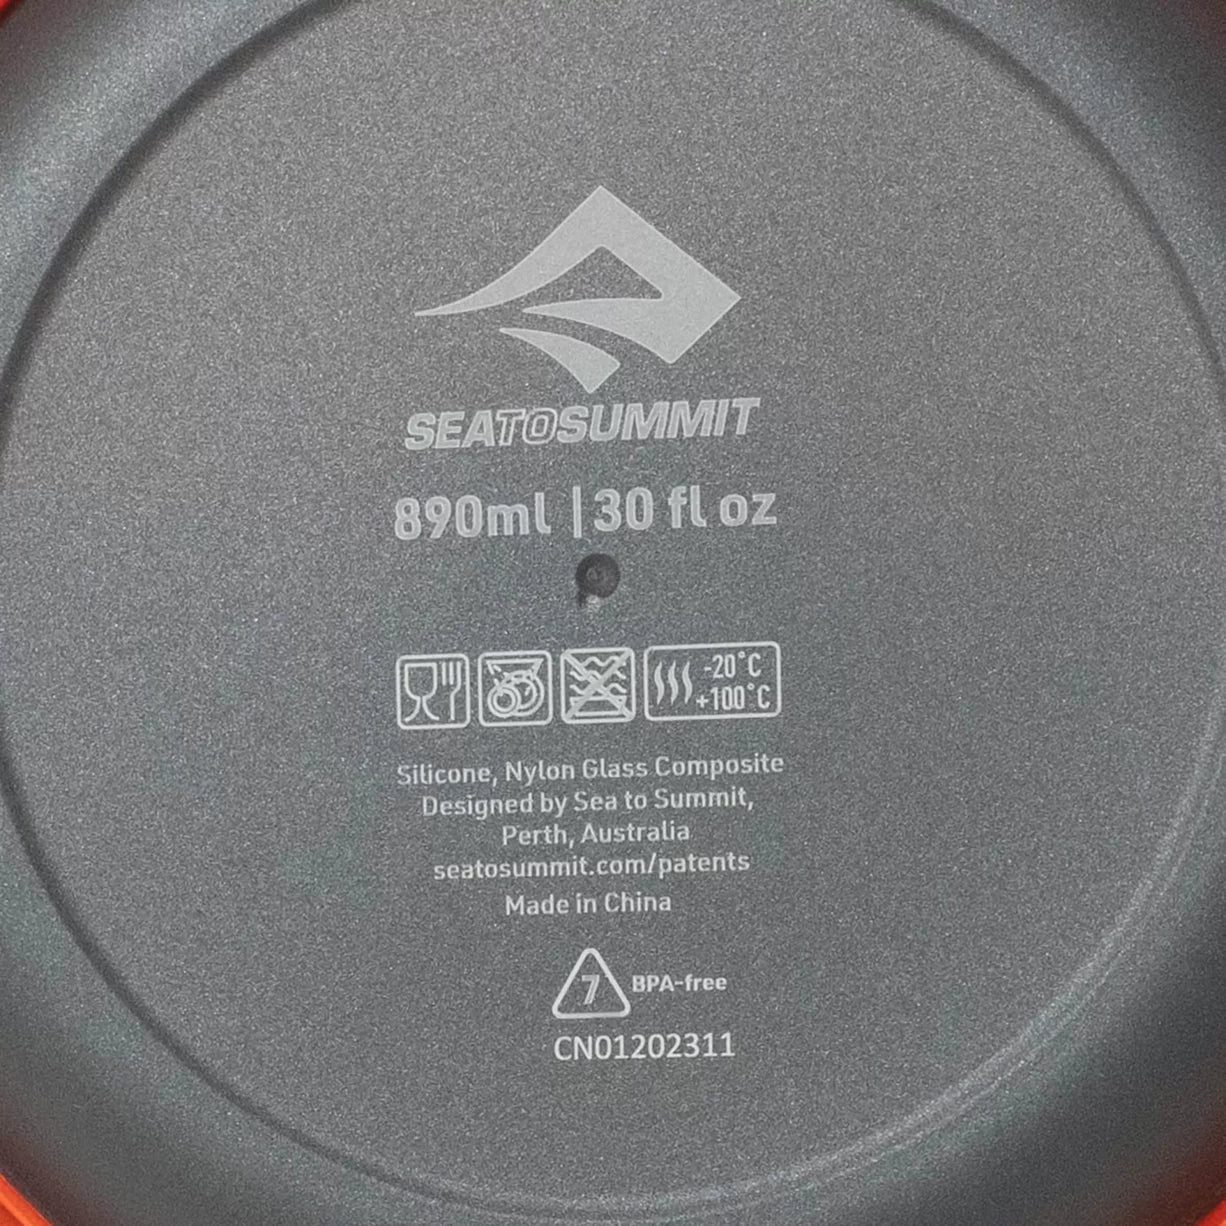 SEATOSUMMIT
890ml | 30 fl oz
-20°C
+100°C
Silicone, Nylon Glass Composite
Designed by Sea to Summit,
Perth, Australia
seatosummit.com/patents
Made in China
7 BPA-free
CN01202311